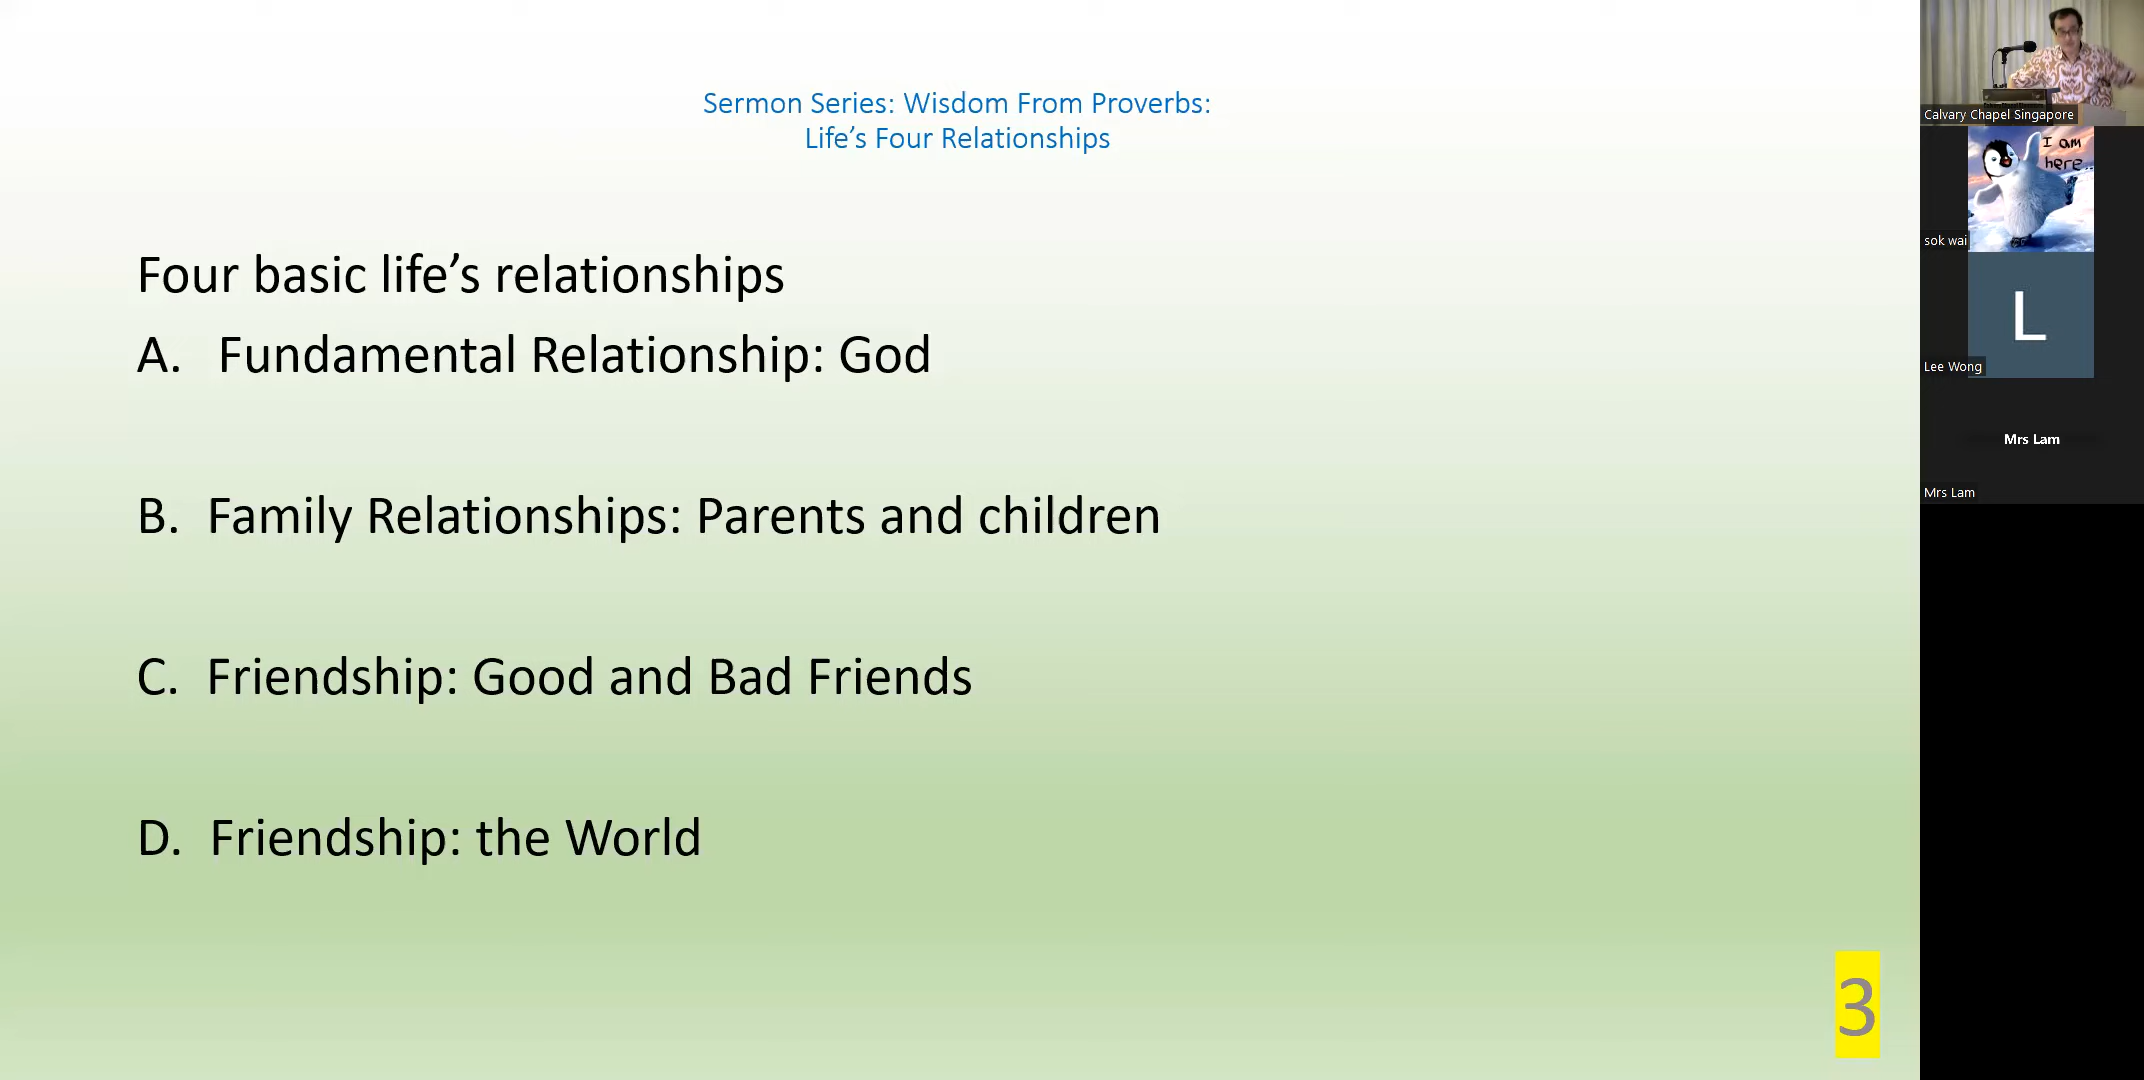 Sermon Series: Wisdom From Proverbs:
Life’s Four Relationships
Four basic life’s relationships
A. Fundamental Relationship: God
B. Family Relationships: Parents and children
C. Friendship: Good and Bad Friends
D. Friendship: the World
3
Calvary Chapel Singapore
I am
here..
sok wai
L
Lee Wong
Mrs Lam
Mrs Lam